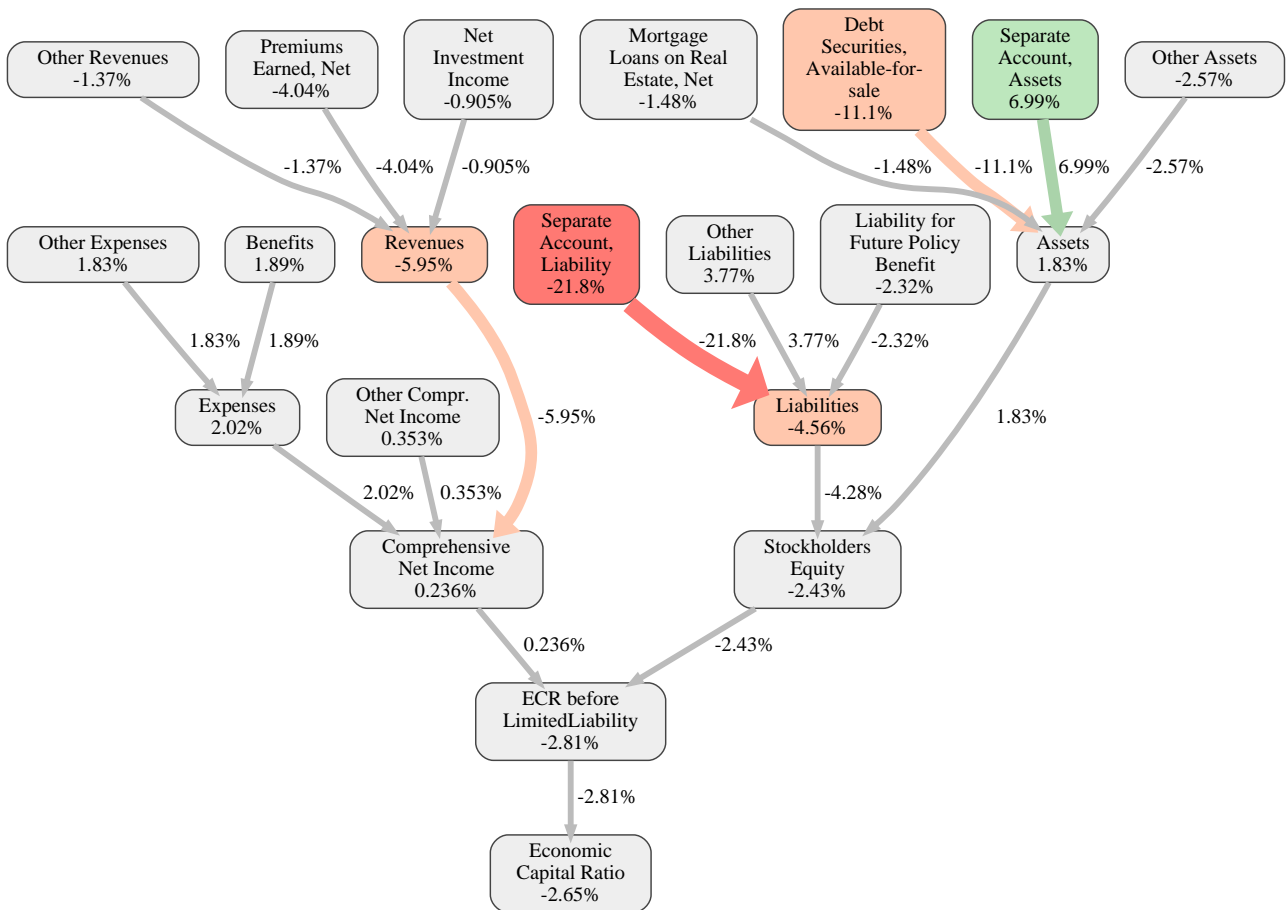 Other Revenues
-1.37%
Premiums
Earned, Net
-4.04%
Net
Investment
Income
-0.905%
Mortgage
Loans on Real
Estate, Net
-1.48%
Debt
Securities,
Available-for-
sale
-11.1%
Separate
Account,
Assets
6.99%
Other Assets
-2.57%
-1.37%
-4.04%
-0.905%
-1.48%
-11.1%
6.99%
-2.57%
Other Expenses
1.83%
Benefits
1.89%
Revenues
-5.95%
Separate
Account,
Liability
-21.8%
Other
Liabilities
3.77%
Liability for
Future Policy
Benefit
-2.32%
Assets
1.83%
1.83%
1.89%
-21.8%
3.77%
-2.32%
Expenses
2.02%
Other Compr.
Net Income
0.353%
-5.95%
Liabilities
-4.56%
1.83%
2.02%
0.353%
-4.28%
Comprehensive
Net Income
0.236%
Stockholders
Equity
-2.43%
0.236%
-2.43%
ECR before
LimitedLiability
-2.81%
-2.81%
Economic
Capital Ratio
-2.65%